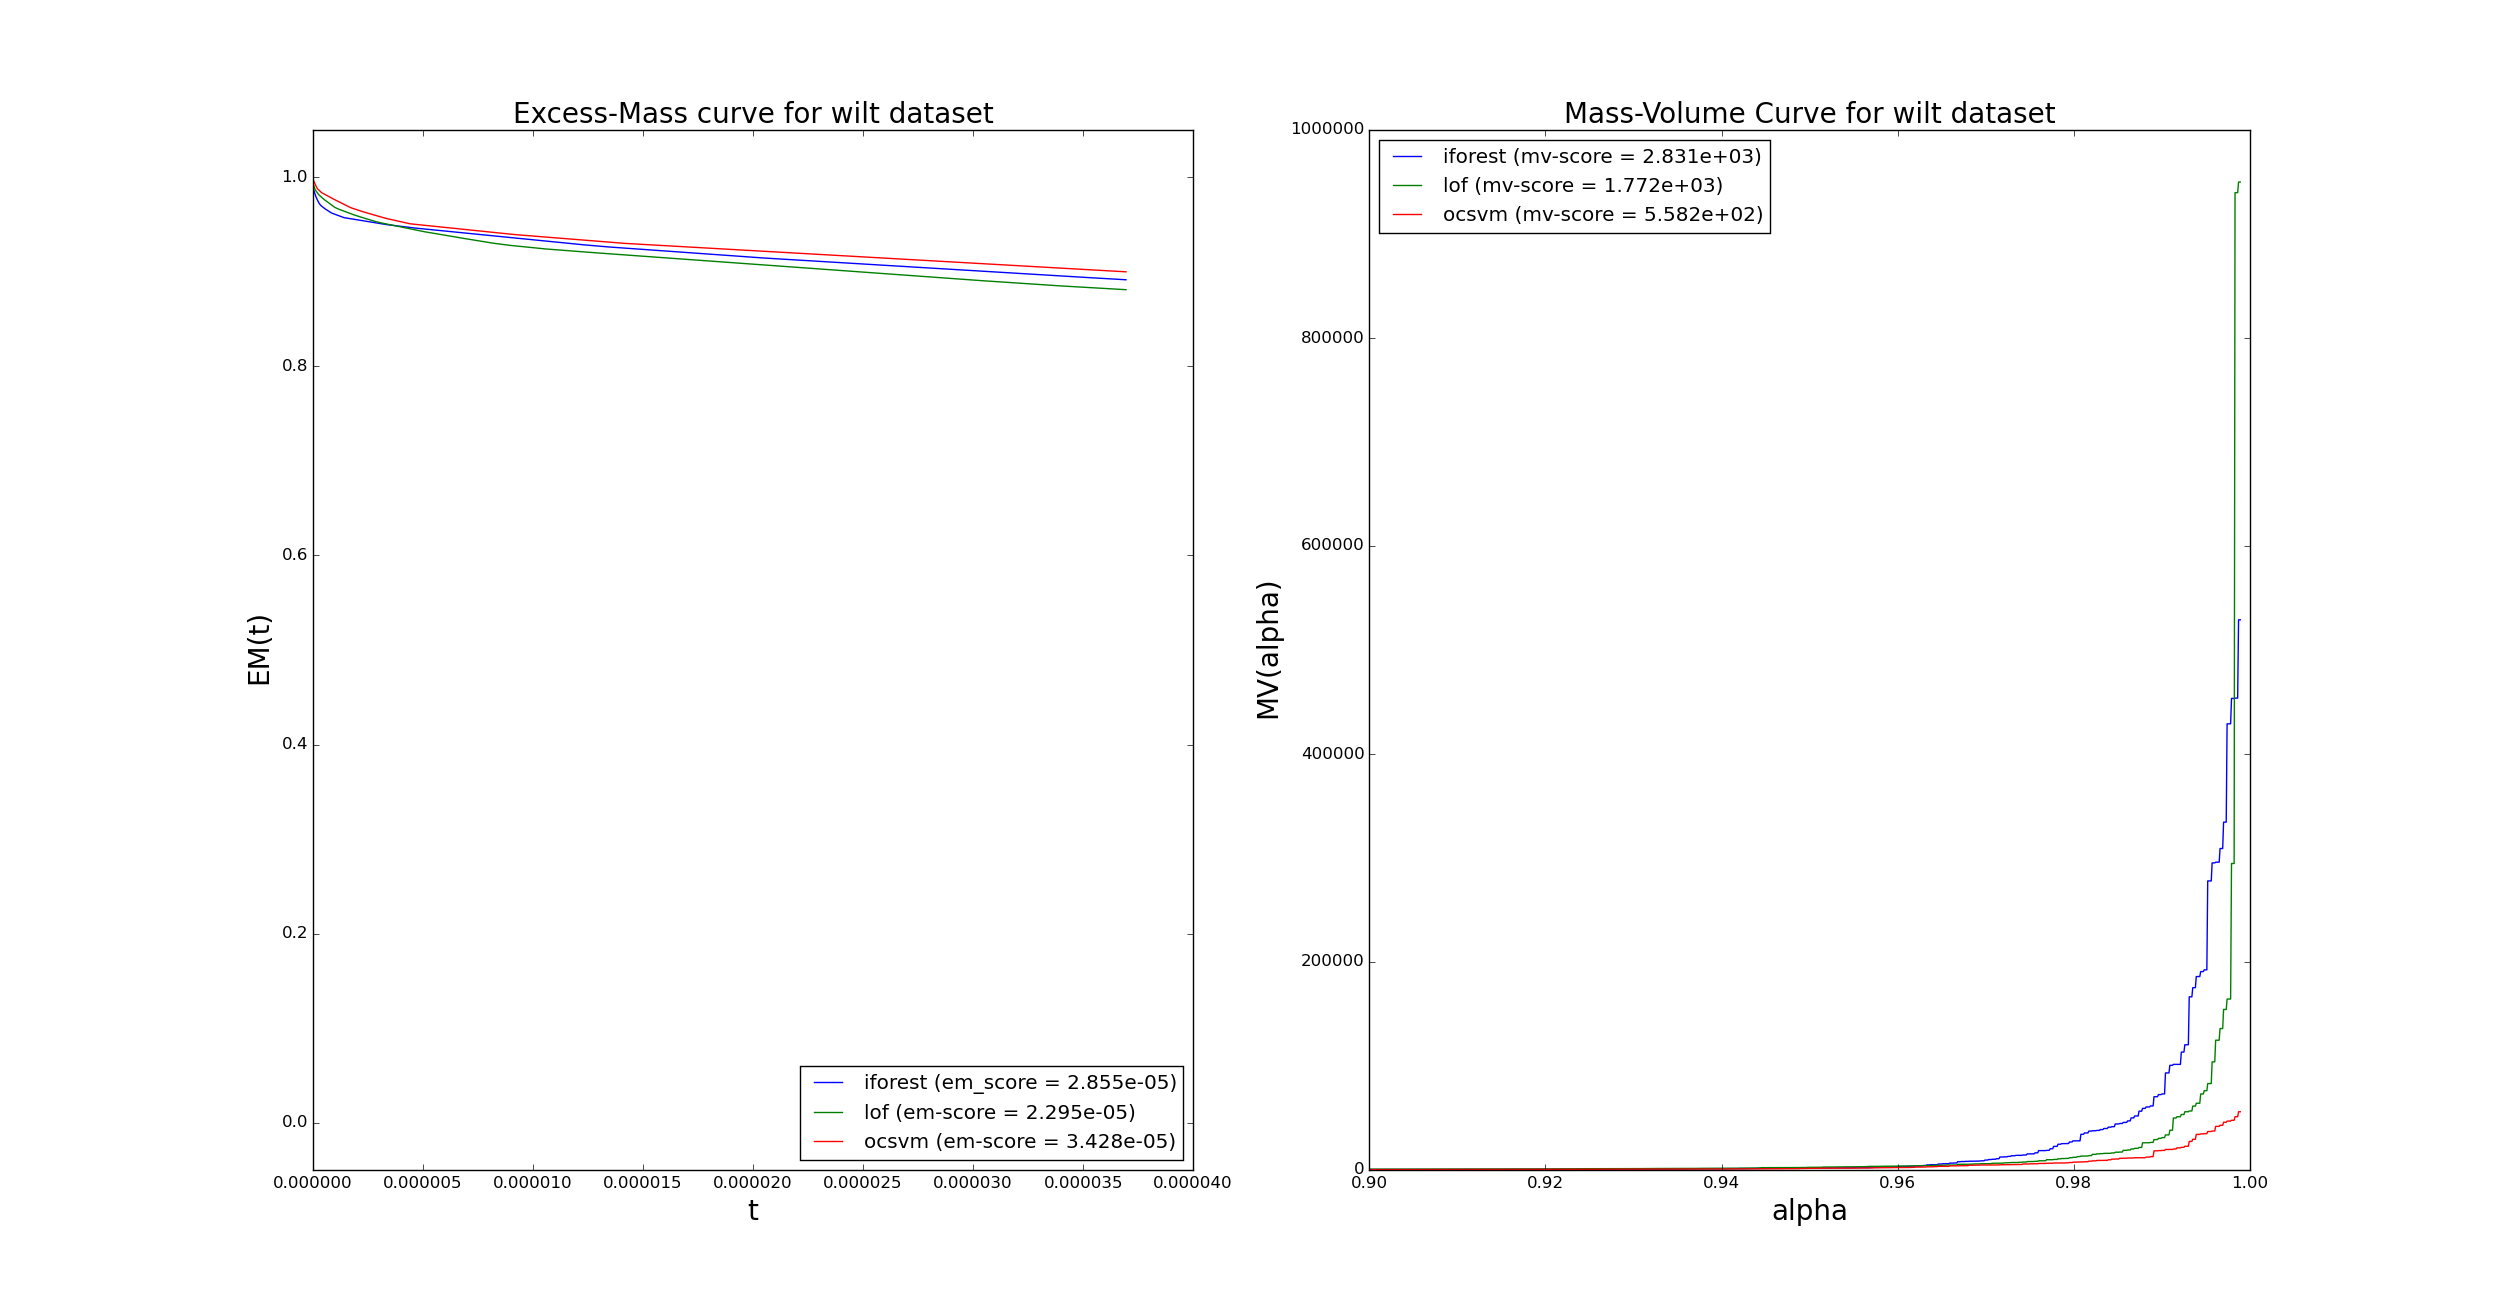 Excess-Mass curve for wilt dataset
1.0
0.8
0.6
0.4
0.2
0.0
EM(t)
iforest (em_score = 2.855e-05)
lof (em-score = 2.295e-05)
ocsvm (em-score = 3.428e-05)
0.000000 0.000005 0.000010 0.000015 0.000020 0.000025 0.000030 0.000035 0.000040
t
Mass-Volume Curve for wilt dataset
1000000
800000
600000
400000
200000
0
MV(alpha)
iforest (mv-score = 2.831e+03)
lof (mv-score = 1.772e+03)
ocsvm (mv-score = 5.582e+02)
0.90 0.92 0.94 0.96 0.98 1.00
alpha